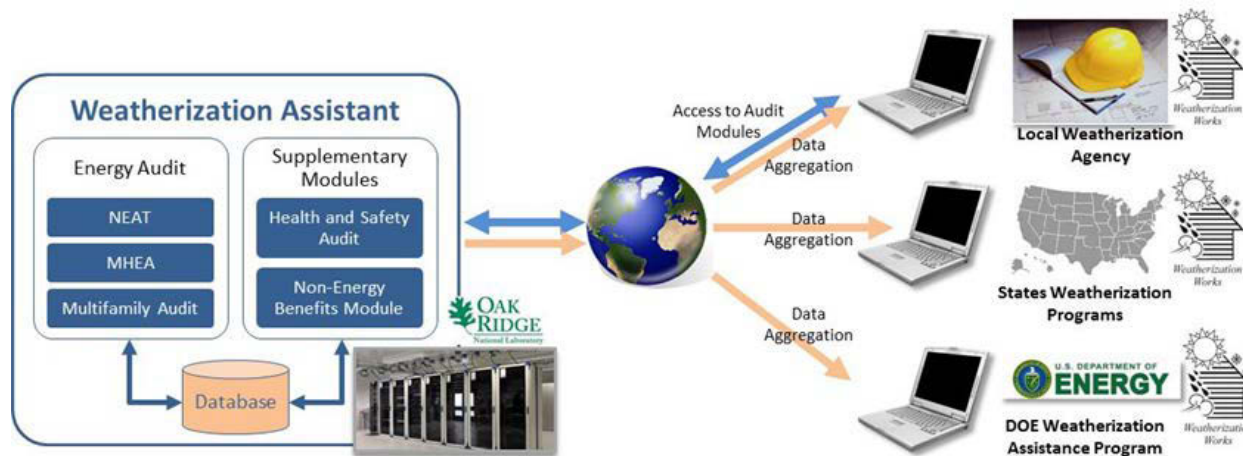 Weatherization Assistant
Energy Audit
NEAT
MHEA
Multifamily Audit
Supplementary
Modules
Health and Safety
Audit
Non-Energy
Benefits Module
Database
OAK
RIDGE
National Laboratory
Access to Audit
Modules
Data
Aggregation
Data
Aggregation
Data
Aggregation
Weatherization
Works
Local Weatherization
Agency
Weatherization
Works
States Weatherization
Programs
U.S. DEPARTMENT OF
ENERGY
Weatherization
Works
DOE Weatherization
Assistance Program